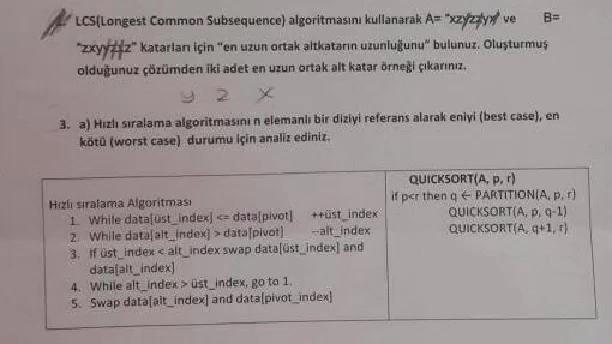 LCS(Longest Common Subsequence) algoritmasını kullanarak A= ve B=
katarları için "en uzun ortak altkatarın uzunluğunu" bulunuz. Oluşturmuş
olduğunuz çözümden iki adet en uzun ortak alt katar örneği çıkarınız.
y z x
3. a) Hızlı sıralama algoritmasını n elemanlı bir diziyi referans alarak eniyi (best case), en
kötü (worst case) durumu için analiz ediniz.
Hızlı sıralama Algoritması
1. While data[üst_index] <= data[pivot] ++üst_index
2. While data[alt_index] > data[pivot] --alt_index
3. If üst_index < alt_index swap data[üst_index] and
data[alt_index]
4. While alt_index > üst_index, go to 1.
5. Swap data[alt_index] and data[pivot_index]
QUICKSORT(A, p, r)
if p<r then q ← PARTITION(A, p, r)
QUICKSORT(A, p, q-1)
QUICKSORT(A, q+1, r)